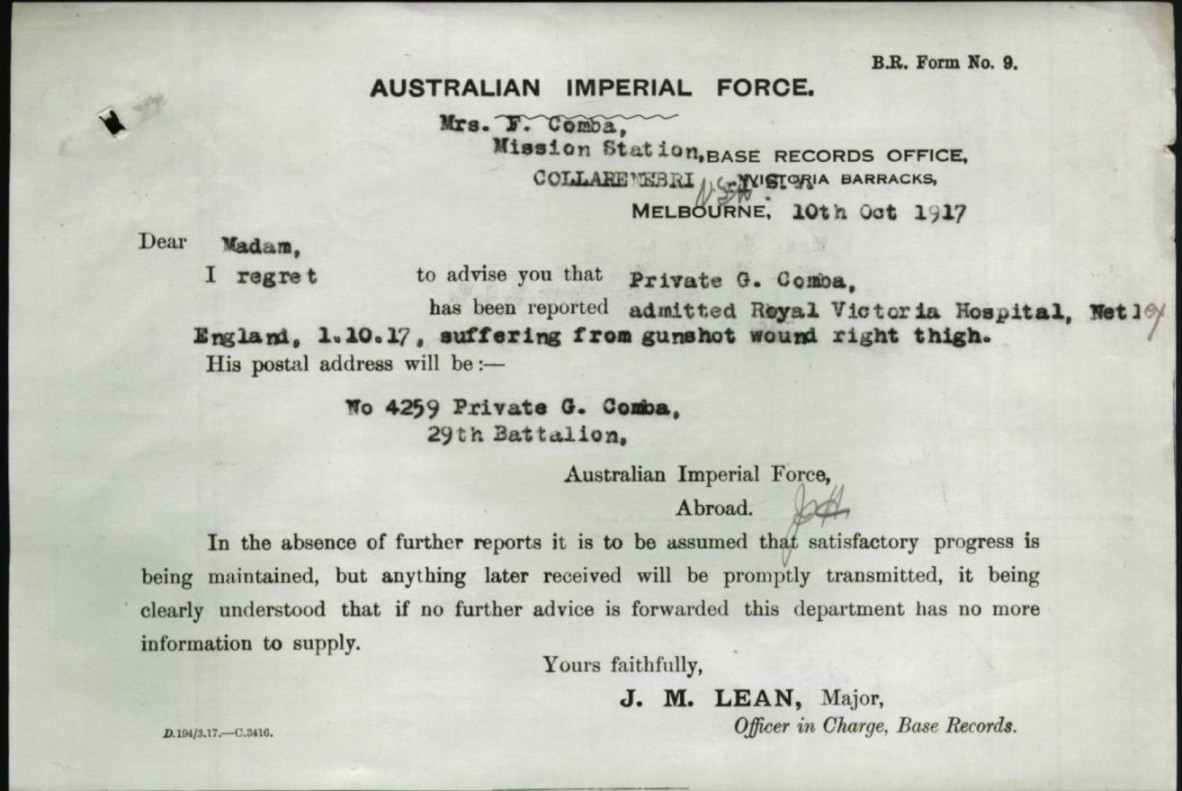 B.R. Form No. 9.
AUSTRALIAN IMPERIAL FORCE.
Mrs. F. Comba,
Mission Station,
BASE RECORDS OFFICE,
COLLARENEBRI
VICTORIA BARRACKS,
NSW.
MELBOURNE, 10th Oct 1917
Dear Madam,
I regret to advise you that Private G. Comba,
has been reported admitted Royal Victoria Hospital, Netley
England, 1.10.17, suffering from gunshot wound right thigh.
His postal address will be:—
No 4259 Private G. Comba,
29th Battalion,
Australian Imperial Force,
Abroad.
In the absence of further reports it is to be assumed that satisfactory progress is
being maintained, but anything later received will be promptly transmitted, it being
clearly understood that if no further advice is forwarded this department has no more
information to supply.
Yours faithfully,
J. M. LEAN, Major,
Officer in Charge, Base Records.
D.194/3.17.—C.3416.